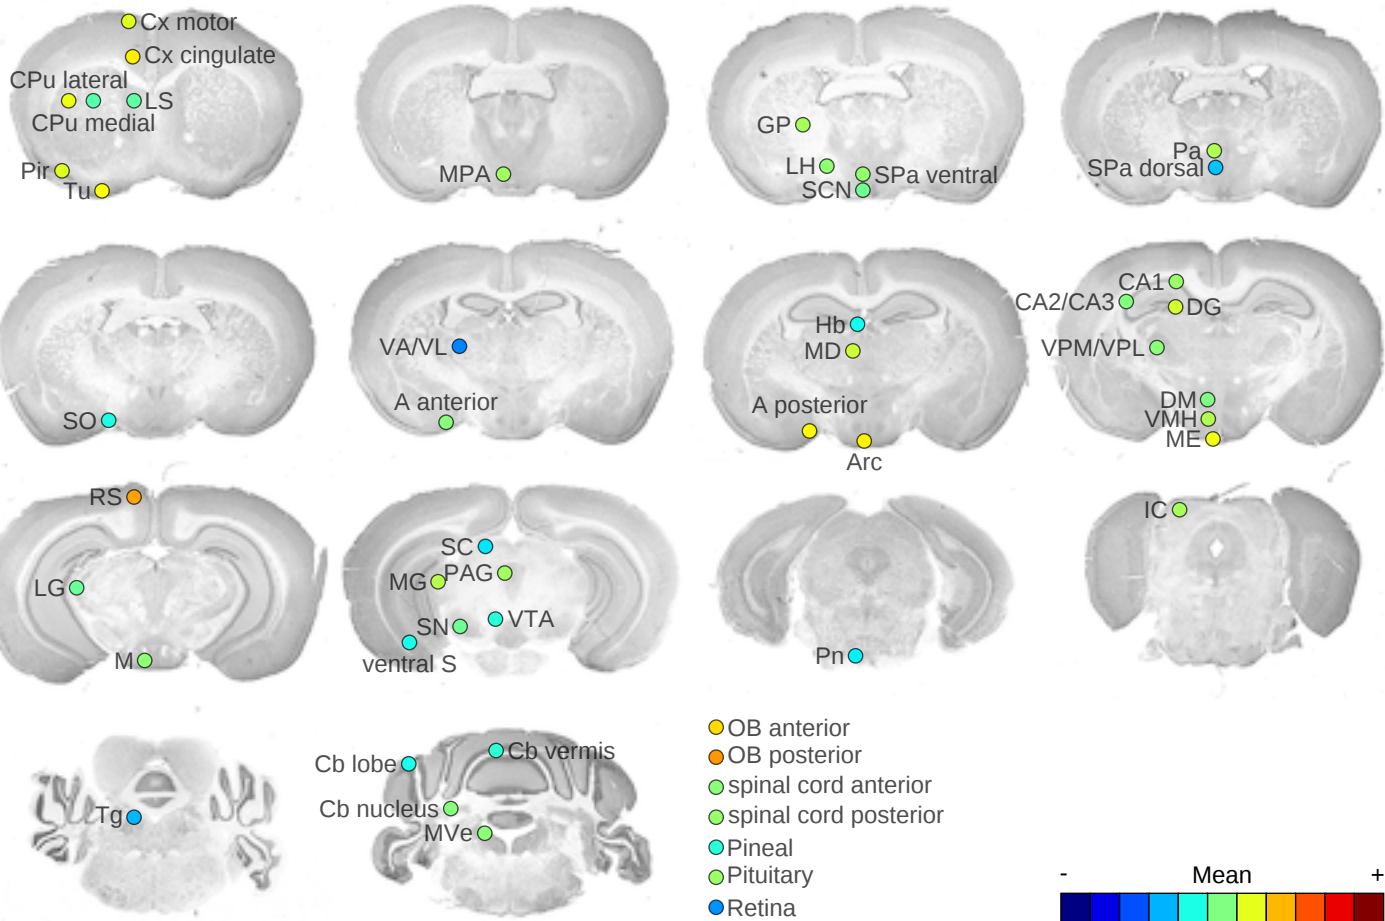 Cx motor
Cx cingulate
CPu lateral
LS
CPu medial
Pir
Tu
MPA
GP
LH
SPa ventral
SCN
Pa
SPa dorsal
SO
VA/VL
A anterior
Hb
MD
A posterior
Arc
CA1
CA2/CA3
DG
VPM/VPL
DM
VMH
ME
RS
LG
M
SC
MG
PAG
SN
VTA
ventral S
Pn
IC
Tg
Cb lobe
Cb vermis
Cb nucleus
MVe
OB anterior
OB posterior
spinal cord anterior
spinal cord posterior
Pineal
Pituitary
Retina
- Mean +